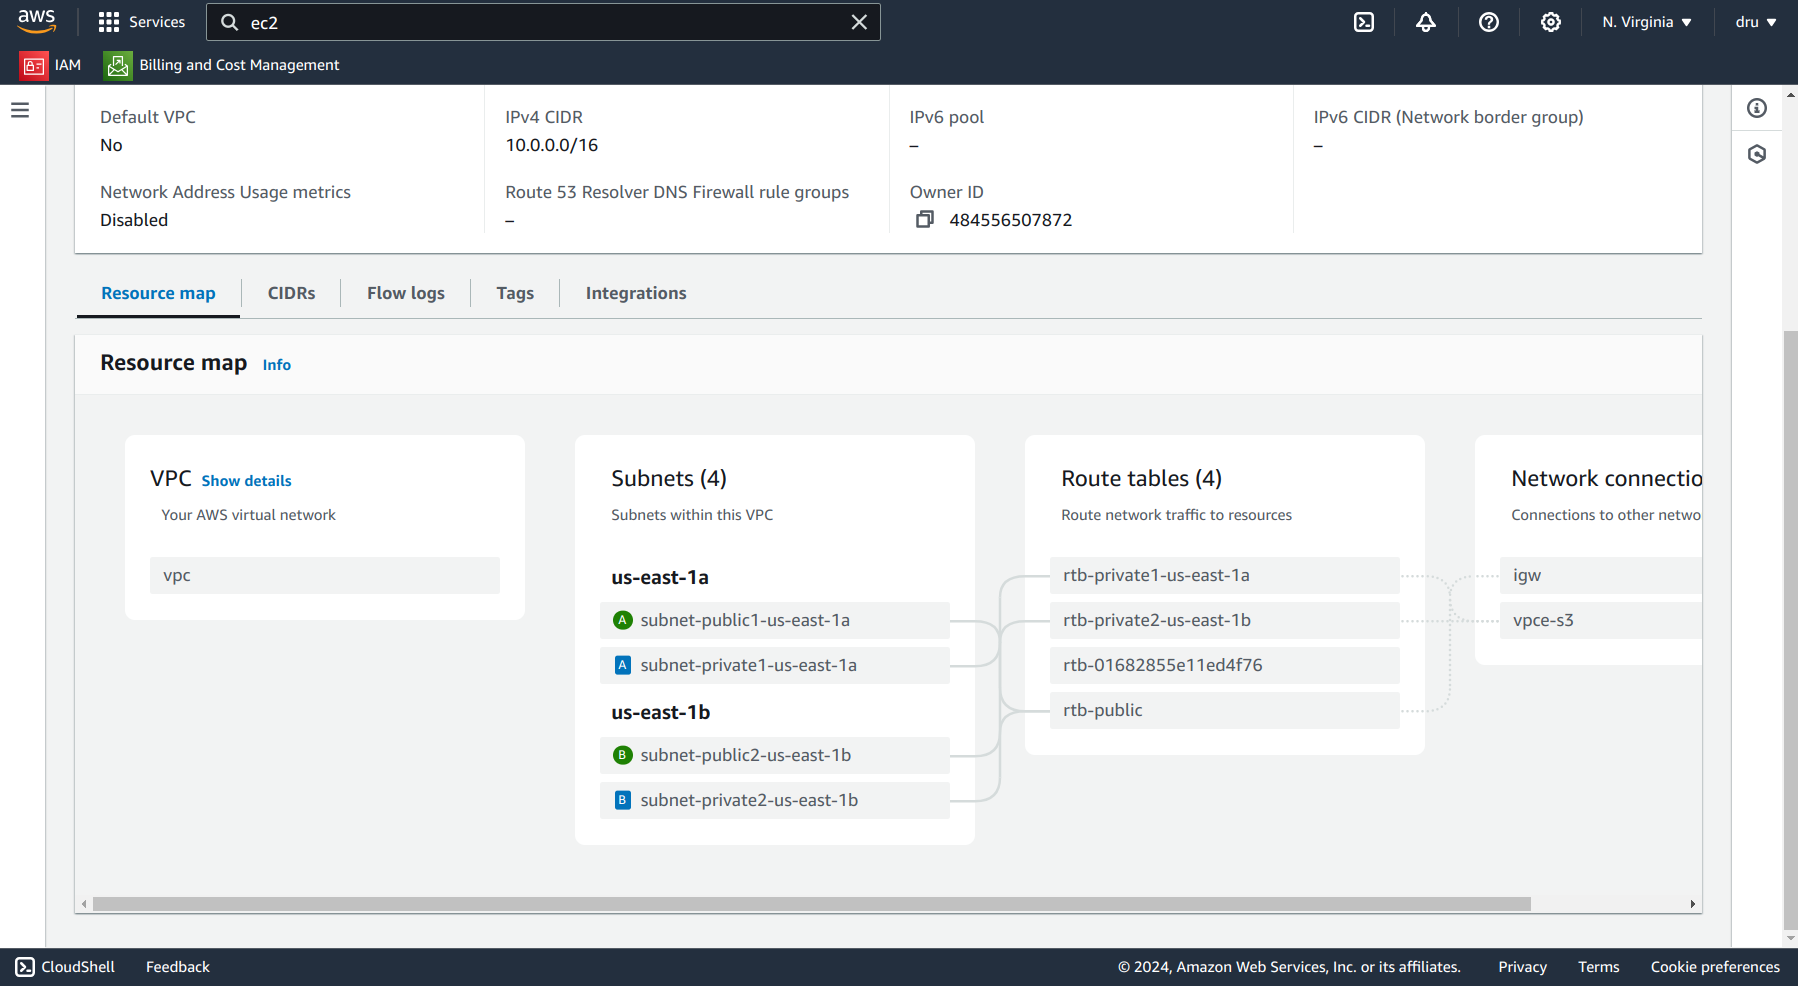 aws Services ec2 N. Virginia ▼ dru ▼
IAM Billing and Cost Management
Default VPC IPv4 CIDR IPv6 pool IPv6 CIDR (Network border group)
No 10.0.0.0/16 – –
Network Address Usage metrics Route 53 Resolver DNS Firewall rule groups Owner ID
Disabled – 484556507872
Resource map CIDRs Flow logs Tags Integrations
Resource map Info
VPC Show details
Your AWS virtual network
vpc
Subnets (4)
Subnets within this VPC
us-east-1a
A subnet-public1-us-east-1a
A subnet-private1-us-east-1a
us-east-1b
B subnet-public2-us-east-1b
B subnet-private2-us-east-1b
Route tables (4)
Route network traffic to resources
rtb-private1-us-east-1a
rtb-private2-us-east-1b
rtb-01682855e11ed4f76
rtb-public
Network connectio
Connections to other netwo
igw
vpce-s3
CloudShell Feedback © 2024, Amazon Web Services, Inc. or its affiliates. Privacy Terms Cookie preferences